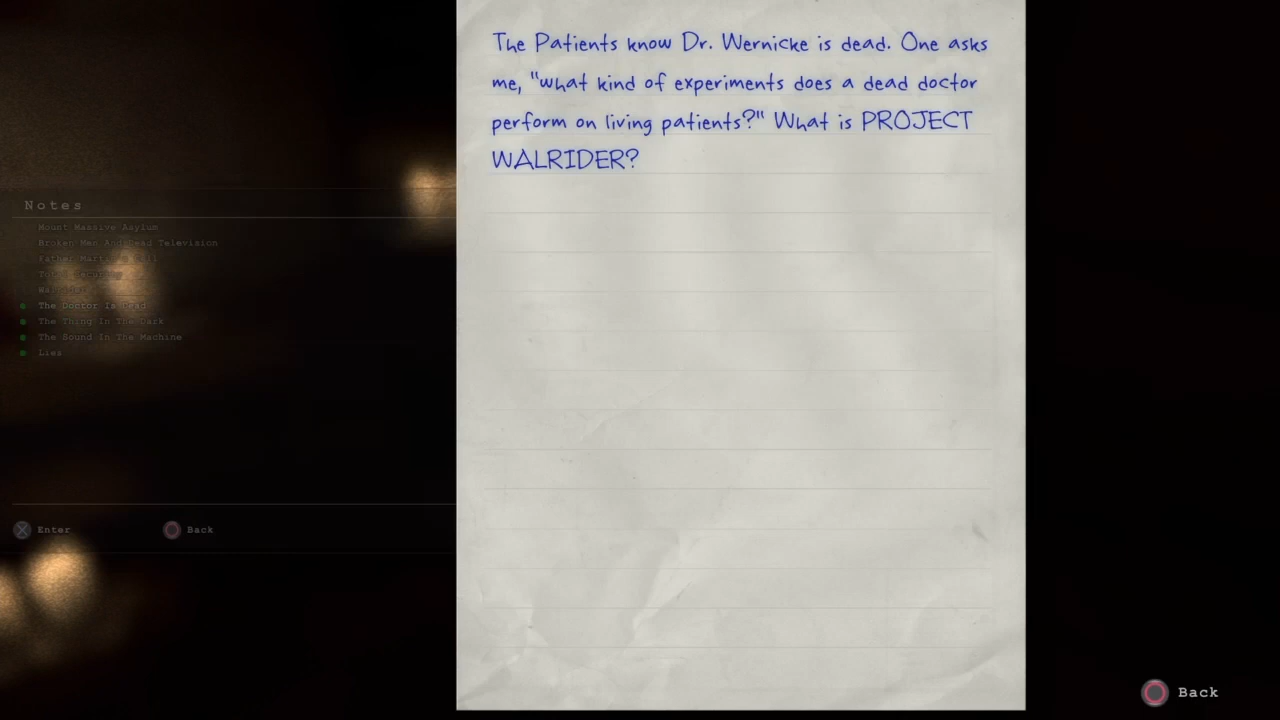 The Patients know Dr. Wernicke is dead. One asks
me, "what kind of experiments does a dead doctor
perform on living patients?" What is PROJECT
WALRIDER?
Notes
Mount Massive Asylum
Broken Men And Dead Television
Father Martin's
The Doctor Is Dead
The Thing In The Dark
The Sound In The Machine
Lies
Enter
Back
Back